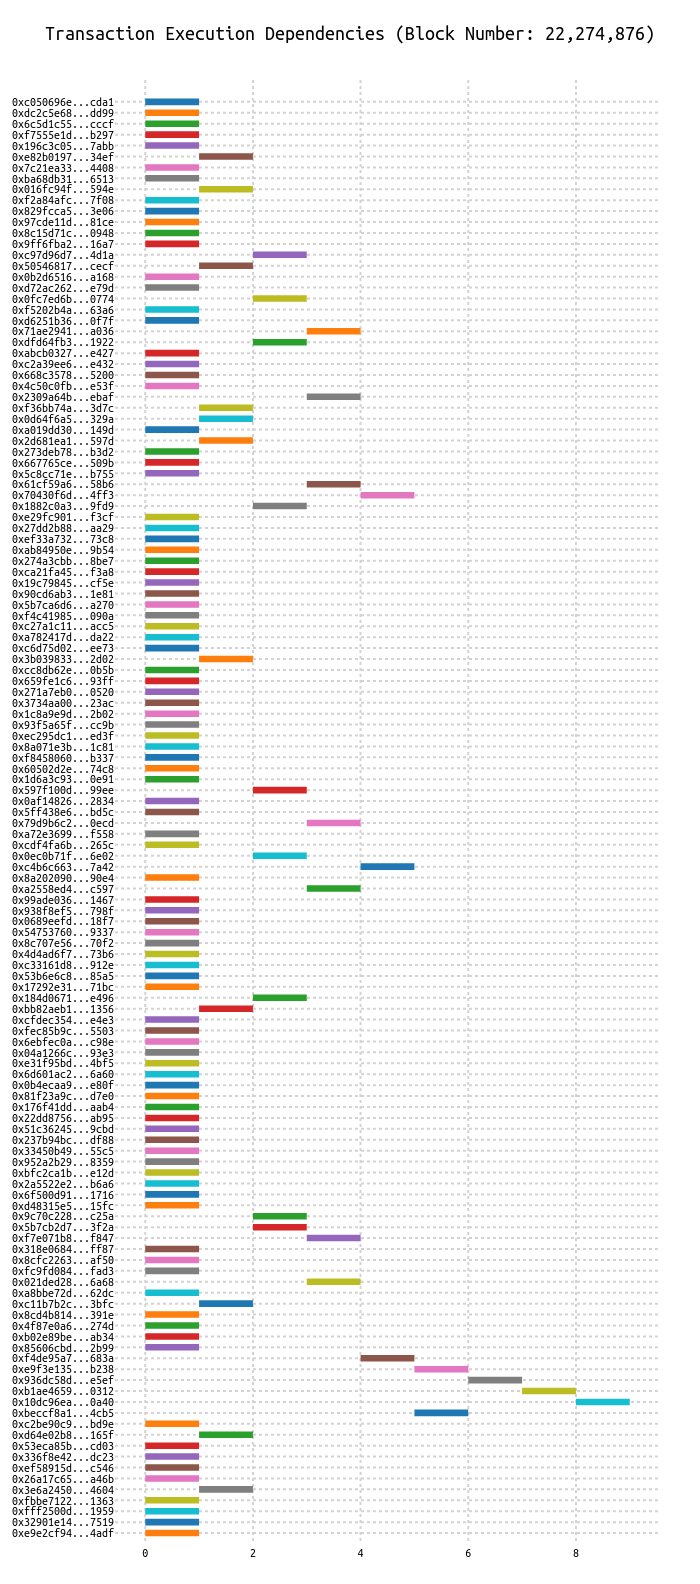 Transaction Execution Dependencies (Block Number: 22,274,876)
0xc050696e...cda1
0xdc2c5e68...dd99
0x6c5d1c55...cccf
0xf7555e1d...b297
0x196c3c05...7abb
0xe82b0197...34ef
0x7c21ea33...4408
0xba68db31...6513
0x016fc94f...594e
0xf2a84afc...7f08
0x829fcca5...3e06
0x97cde11d...81ce
0x8c15d71c...0948
0x9ff6fba2...16a7
0xc97d96d7...4d1a
0x50546817...cecf
0x0b2d6516...a168
0xd72ac262...e79d
0x0fc7ed6b...0774
0xf5202b4a...63a6
0xd6251b36...0f7f
0x71ae2941...a036
0xdfd64fb3...1922
0xabcb0327...e427
0xc2a39ee6...e432
0x668c3578...5200
0x4c50c0fb...e53f
0x2309a64b...ebaf
0xf36bb74a...3d7c
0x0d64f6a5...329a
0xa019dd30...149d
0x2d681ea1...597d
0x273deb78...b3d2
0x667765ce...509b
0x5c8cc71e...b755
0x61cf59a6...58b6
0x70430f6d...4ff3
0x1882c0a3...9fd9
0xe29fc901...f3cf
0x27dd2b88...aa29
0xef33a732...73c8
0xab84950e...9b54
0x274a3cbb...8be7
0xca21fa45...f3a8
0x19c79845...cf5e
0x90cd6ab3...1e81
0x5b7ca6d6...a270
0xf4c41985...090a
0xc27a1c11...acc5
0xa782417d...da22
0xc6d75d02...ee73
0x3b039833...2d02
0xcc8db62e...0b5b
0x659fe1c6...93ff
0x271a7eb0...0520
0x3734aa00...23ac
0x1c8a9e9d...2b02
0x93f5a65f...cc9b
0xec295dc1...ed3f
0x8a071e3b...1c81
0xf8458060...b337
0x60502d2e...74c8
0x1d6a3c93...0e91
0x597f100d...99ee
0x0af14826...2834
0x5ff438e6...bd5c
0x79d9b6c2...0ecd
0xa72e3699...f558
0xcdf4fa6b...265c
0x0ec0b71f...6e02
0xc4b6c663...7a42
0x8a202090...90e4
0xa2558ed4...c597
0x99ade036...1467
0x938f8ef5...798f
0x0689eefd...18f7
0x54753760...9337
0x8c707e56...70f2
0x4d4ad6f7...73b6
0xc33161d8...912e
0x53b6e6c8...85a5
0x17292e31...71bc
0x184d0671...e496
0xbb82aeb1...1356
0xcfdec354...e4e3
0xfec85b9c...5503
0x6ebfec0a...c98e
0x04a1266c...93e3
0xe31f95bd...4bf5
0x6d601ac2...6a60
0x0b4ecaa9...e80f
0x81f23a9c...d7e0
0x176f41dd...aab4
0x22dd8756...ab95
0x51c36245...9cbd
0x237b94bc...df88
0x33450b49...55c5
0x952a2b29...8359
0xbfc2ca1b...e12d
0x2a5522e2...b6a6
0x6f500d91...1716
0xd48315e5...15fc
0x9c70c228...c25a
0x5b7cb2d7...3f2a
0xf7e071b8...f847
0x318e0684...ff87
0x8cfc2263...af50
0xfc9fd084...fad3
0x021ded28...6a68
0xa8bbe72d...62dc
0xc11b7b2c...3bfc
0x8cd4b814...391e
0x4f87e0a6...274d
0xb02e89be...ab34
0x85606cbd...2b99
0xf4de95a7...683a
0xe9f3e135...b238
0x936dc58d...e5ef
0xb1ae4659...0312
0x10dc96ea...0a40
0xbeccf8a1...4cb5
0xc2be90c9...bd9e
0xd64e02b8...165f
0x53eca85b...cd03
0x336f8e42...dc23
0xef58915d...c546
0x26a17c65...a46b
0x3e6a2450...4604
0xfbbe7122...1363
0xfff2500d...1959
0x32901e14...7519
0xe9e2cf94...4adf
0 2 4 6 8